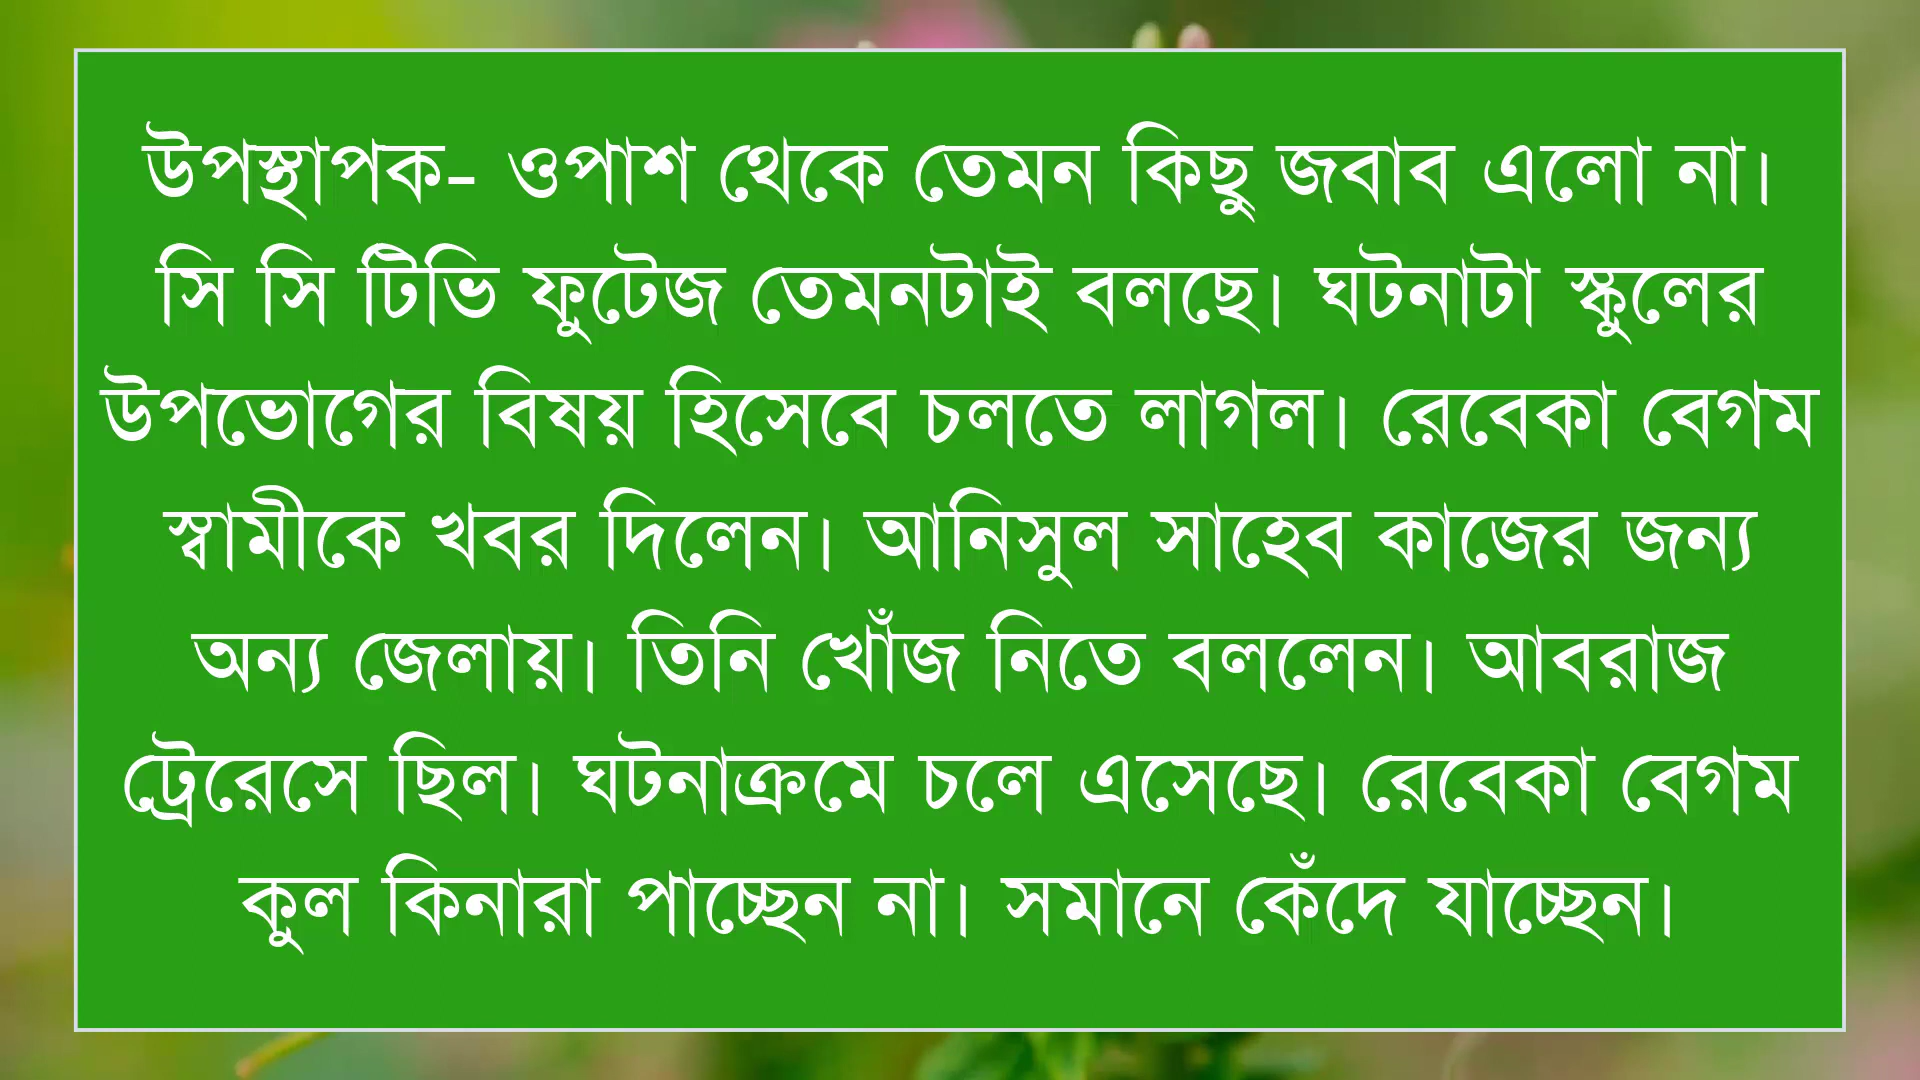 উপস্থাপক- ওপাশ থেকে তেমন কিছু জবাব এলো না।
সি সি টিভি ফুটেজ তেমনটাই বলছে। ঘটনাটা স্কুলের
উপভোগের বিষয় হিসেবে চলতে লাগল। রেবেকা বেগম
স্বামীকে খবর দিলেন। আনিসুল সাহেব কাজের জন্য
অন্য জেলায়। তিনি খোঁজ নিতে বললেন। আবরাজ
ট্রেরেসে ছিল। ঘটনাক্রমে চলে এসেছে। রেবেকা বেগম
কুল কিনারা পাচ্ছেন না। সমানে কেঁদে যাচ্ছেন।